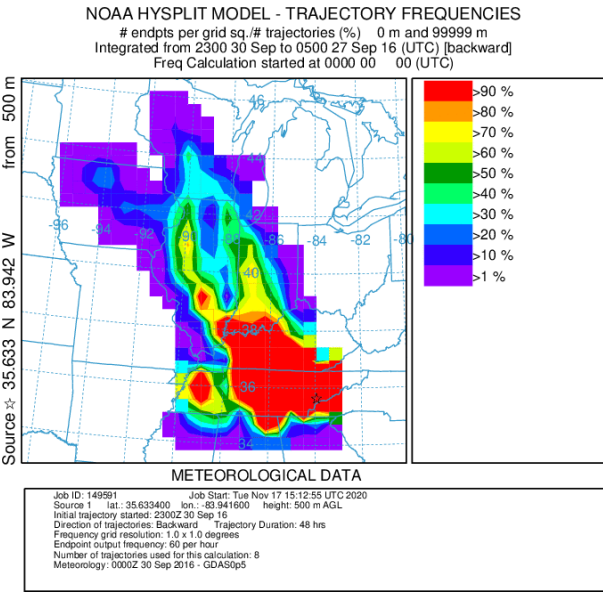 NOAA HYSPLIT MODEL - TRAJECTORY FREQUENCIES
# endpts per grid sq./# trajectories (%)    0 m and 99999 m
Integrated from 2300 30 Sep to 0500 27 Sep 16 (UTC) [backward]
Freq Calculation started at 0000 00    00 (UTC)
Source ☆ 35.633 N 83.942 W    from 500 m
46
44
42
-96
-94
-92
-90
-88
-86
-84
-82
-80
40
38
36
34
>90 %
>80 %
>70 %
>60 %
>50 %
>40 %
>30 %
>20 %
>10 %
>1 %
METEOROLOGICAL DATA
Job ID: 149591    Job Start: Tue Nov 17 15:12:55 UTC 2020
Source 1    lat.: 35.633400    lon.: -83.941600    height: 500 m AGL
Initial trajectory started: 2300Z 30 Sep 16
Direction of trajectories: Backward    Trajectory Duration: 48 hrs
Frequency grid resolution: 1.0 x 1.0 degrees
Endpoint output frequency: 60 per hour
Number of trajectories used for this calculation: 8
Meteorology: 0000Z 30 Sep 2016 - GDAS0p5